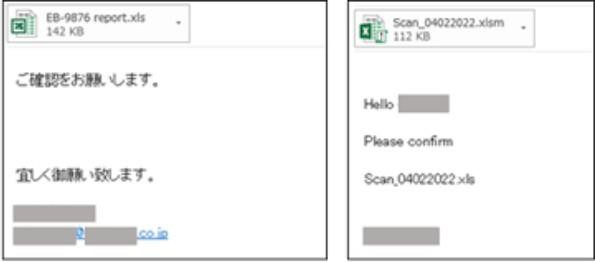 EB-9876 report.xls
142 KB
ご確認をお願いします。
宜しく御願い致します。
@ .co.jp
Scan_04022022.xlsm
112 KB
Hello
Please confirm
Scan_04022022.xls